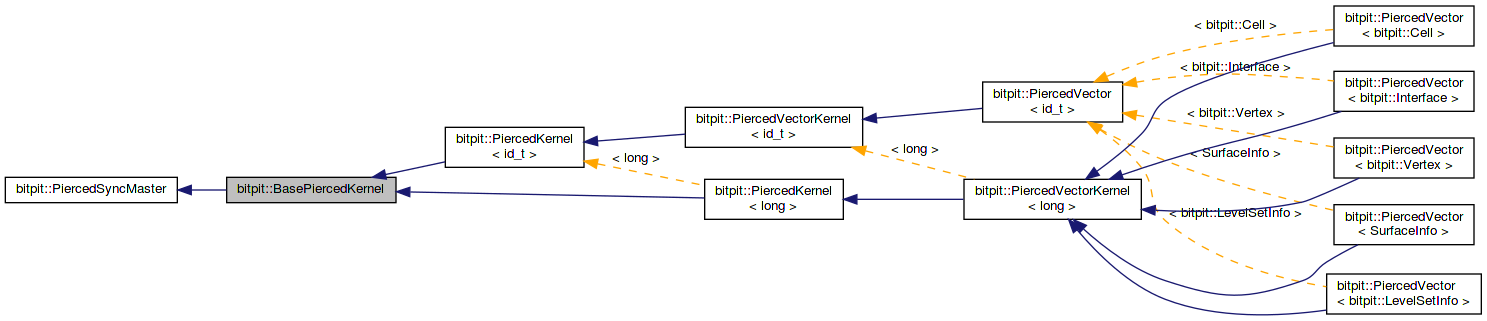 bitpit::PiercedSyncMaster
bitpit::BasePiercedKernel
bitpit::PiercedKernel
< id_t >
< long >
bitpit::PiercedKernel
< long >
bitpit::PiercedVectorKernel
< id_t >
< long >
bitpit::PiercedVectorKernel
< long >
bitpit::PiercedVector
< id_t >
< bitpit::Cell >
< bitpit::Interface >
< bitpit::Vertex >
< SurfaceInfo >
< bitpit::LevelSetInfo >
bitpit::PiercedVector
< bitpit::Cell >
bitpit::PiercedVector
< bitpit::Interface >
bitpit::PiercedVector
< bitpit::Vertex >
bitpit::PiercedVector
< SurfaceInfo >
bitpit::PiercedVector
< bitpit::LevelSetInfo >